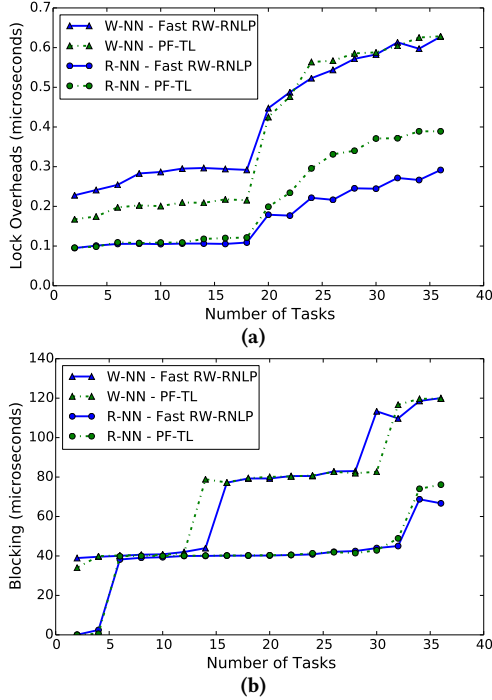 0.7
0.6
0.5
0.4
0.3
0.2
0.1
0.0
Lock Overheads (microseconds)
W-NN - Fast RW-RNLP
W-NN - PF-TL
R-NN - Fast RW-RNLP
R-NN - PF-TL
0 5 10 15 20 25 30 35 40
Number of Tasks
(a)
140
120
100
80
60
40
20
0
Blocking (microseconds)
W-NN - Fast RW-RNLP
W-NN - PF-TL
R-NN - Fast RW-RNLP
R-NN - PF-TL
0 5 10 15 20 25 30 35 40
Number of Tasks
(b)